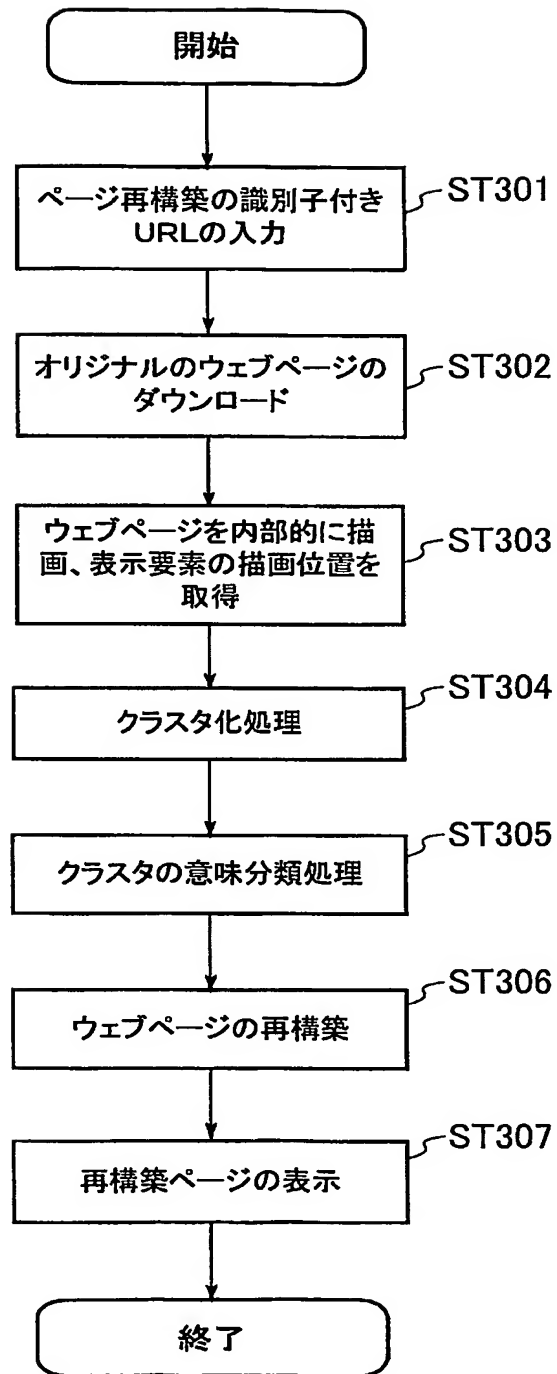 開始
ページ再構築の識別子付き
URLの入力
ST301
オリジナルのウェブページの
ダウンロード
ST302
ウェブページを内部的に描
画、表示要素の描画位置を
取得
ST303
クラスタ化処理
ST304
クラスタの意味分類処理
ST305
ウェブページの再構築
ST306
再構築ページの表示
ST307
終了